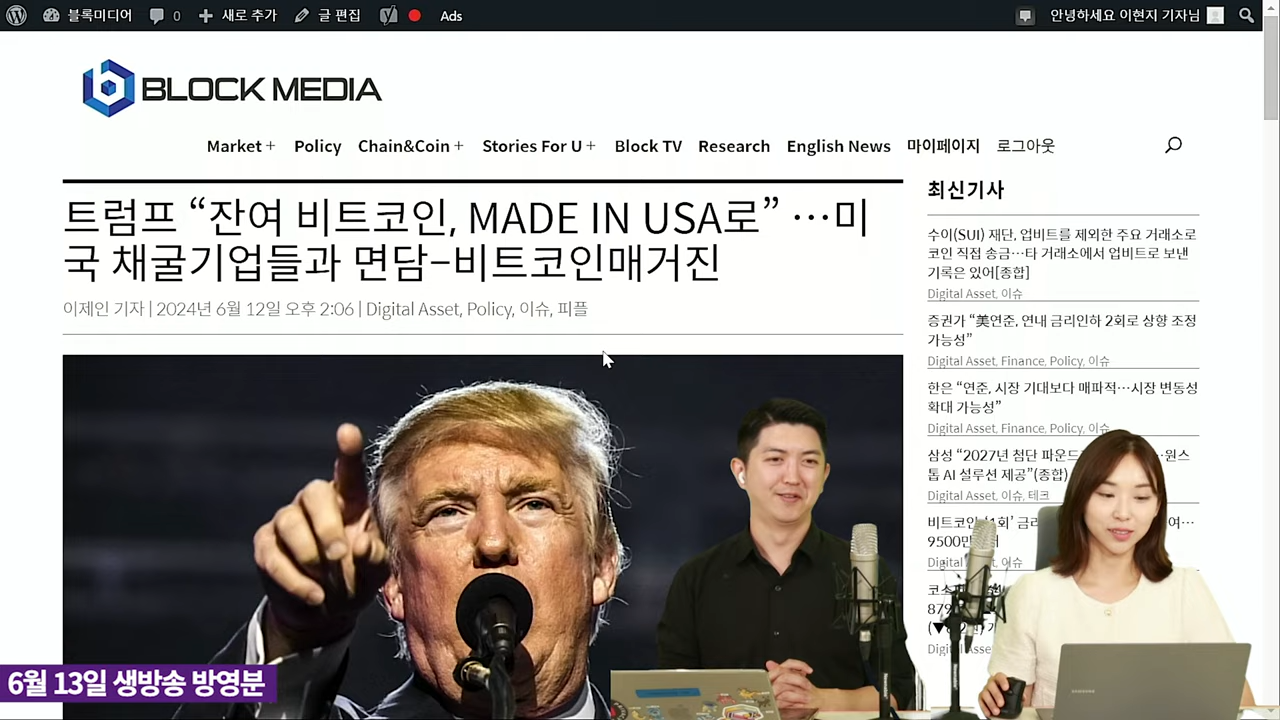 블록미디어 0 새로 추가 글 편집 Ads 안녕하세요 이현지 기자님
BLOCK MEDIA
Market + Policy Chain&Coin + Stories For U + Block TV Research English News 마이페이지 로그아웃
트럼프 “잔여 비트코인, MADE IN USA로” …미
국 채굴기업들과 면담–비트코인매거진
이제인 기자 | 2024년 6월 12일 오후 2:06 | Digital Asset, Policy, 이슈, 피플
최신기사
수이(SUI) 재단, 업비트를 제외한 주요 거래소로
코인 직접 송금…타 거래소에서 업비트로 보낸
기록은 있어[종합]
Digital Asset, 이슈
증권가 “美연준, 연내 금리인하 2회로 상향 조정
가능성”
Digital Asset, Finance, Policy, 이슈
한은 “연준, 시장 기대보다 매파적…시장 변동성
확대 가능성”
Digital Asset, Finance, Policy, 이슈
삼성 “2027년 첨단 원스
톱 AI 설루션 제공”(종합)
Digital Asset, 이슈, 테크
비트코인
이슈
SAMSUNG
6월 13일 생방송 방영분